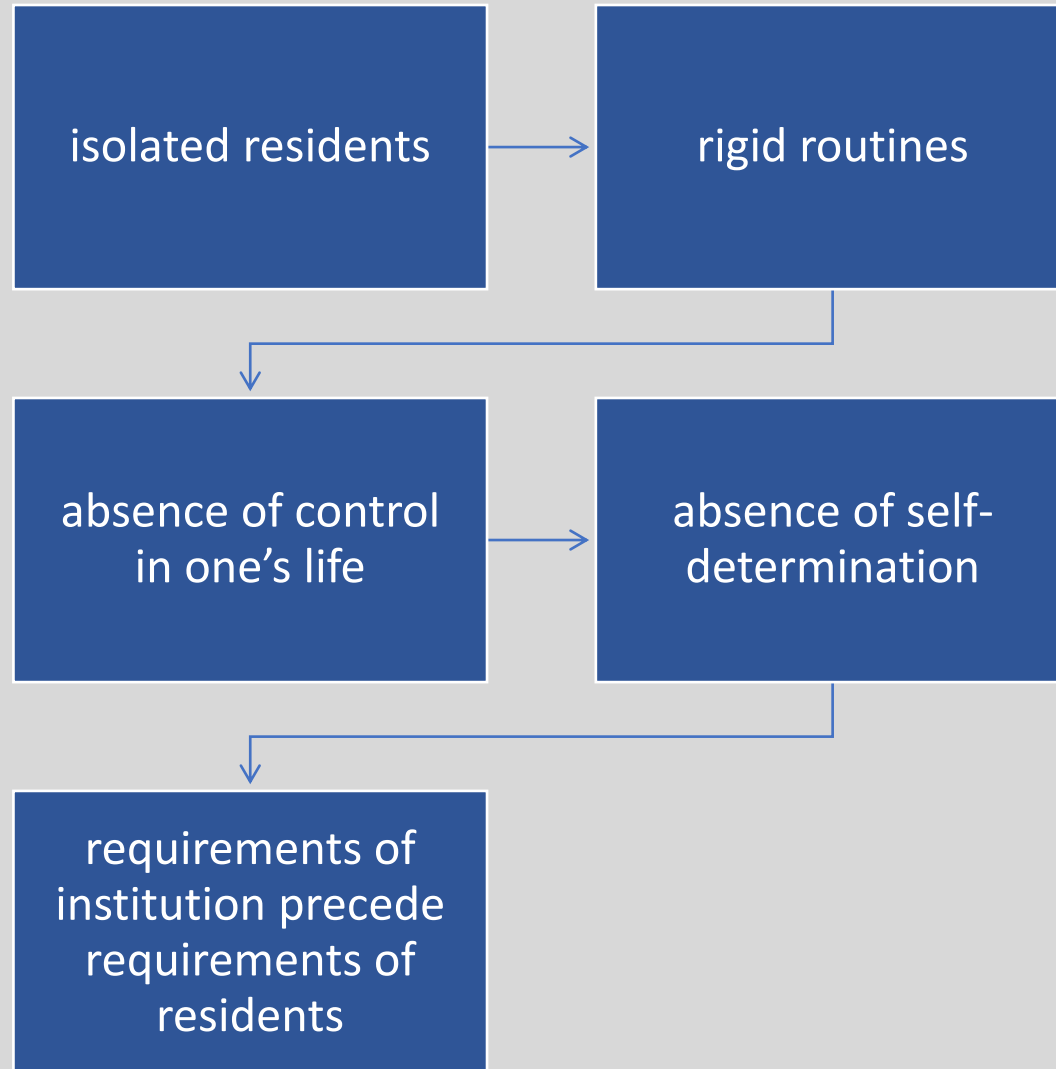 isolated residents
rigid routines
absence of control
in one’s life
absence of self-
determination
requirements of
institution precede
requirements of
residents